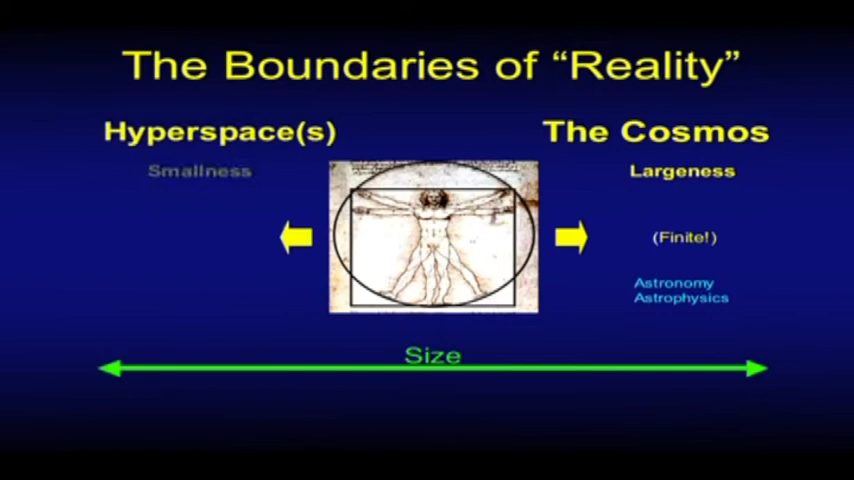 The Boundaries of “Reality”
Hyperspace(s)
The Cosmos
Smallness
Largeness
(Finite!)
Astronomy
Astrophysics
Size